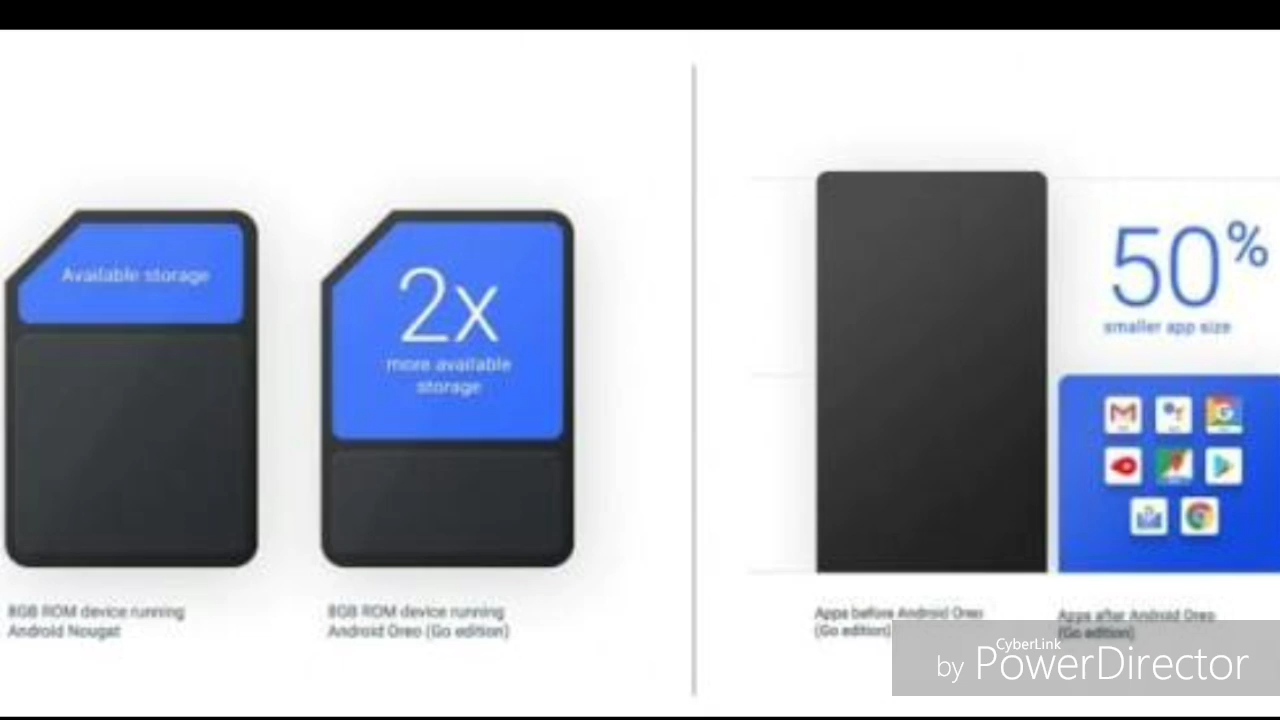 Available storage
2x
more available
storage
8GB ROM device running
Android Nougat
8GB ROM device running
Android Oreo (Go edition)
50%
smaller app size
Apps before Android Oreo
(Go edition)
Apps after Android Oreo
(Go edition)
CyberLink
by PowerDirector